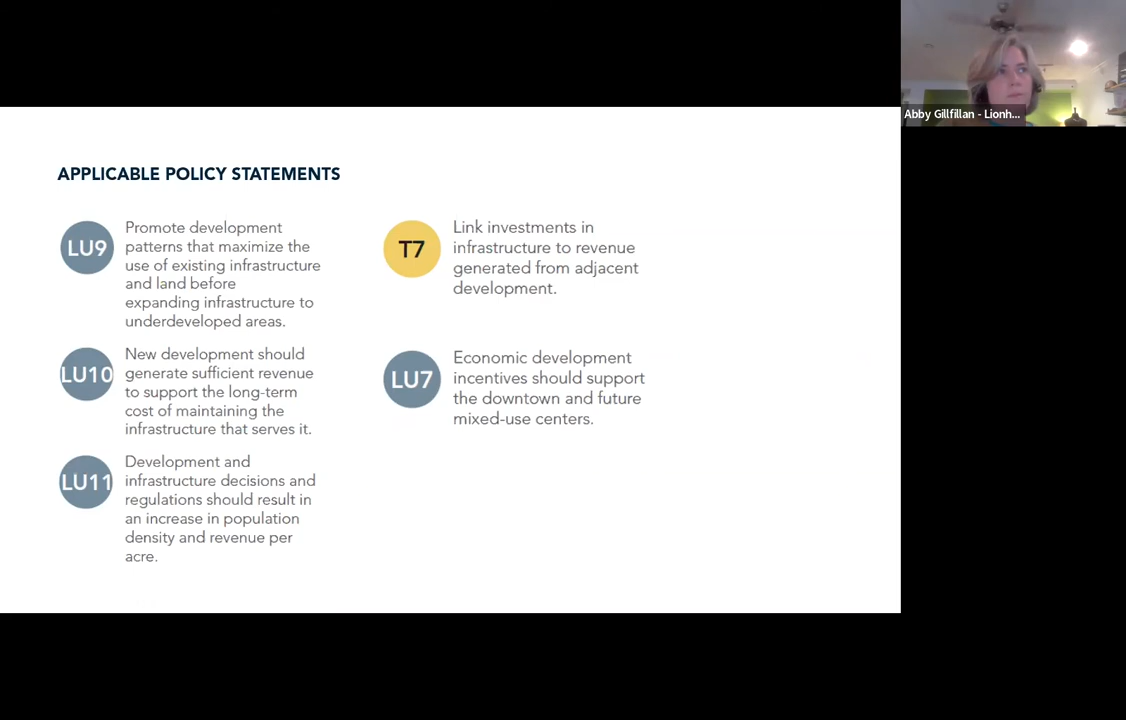 APPLICABLE POLICY STATEMENTS
LU9
Promote development
patterns that maximize the
use of existing infrastructure
and land before
expanding infrastructure to
underdeveloped areas.
LU10
New development should
generate sufficient revenue
to support the long-term
cost of maintaining the
infrastructure that serves it.
LU11
Development and
infrastructure decisions and
regulations should result in
an increase in population
density and revenue per
acre.
T7
Link investments in
infrastructure to revenue
generated from adjacent
development.
LU7
Economic development
incentives should support
the downtown and future
mixed-use centers.
Abby Gillfillan - Lionh...